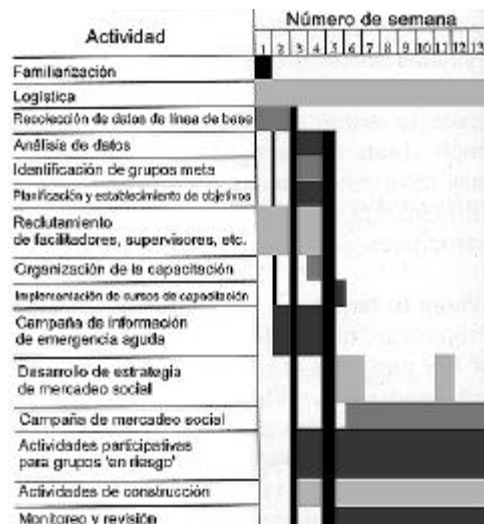 Número de semana
Actividad
1 2 3 4 5 6 7 8 9 10 11 12 13
Familiarización
Logística
Recolección de datos de línea de base
Análisis de datos
Identificación de grupos meta
Planificación y establecimiento de objetivos
Reclutamiento
de facilitadores, supervisores, etc.
Organización de la capacitación
Implementación de cursos de capacitación
Campaña de información
de emergencia aguda
Desarrollo de estrategia
de mercadeo social
Campaña de mercadeo social
Actividades participativas
para grupos 'en riesgo'
Actividades de construcción
Monitoreo y revisión